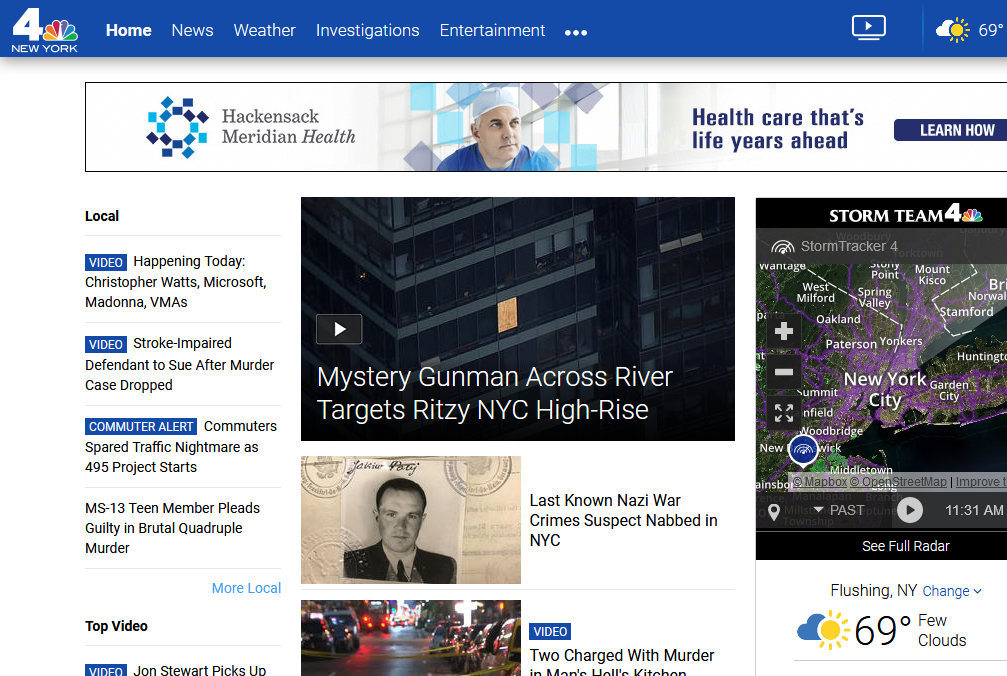 4
NEW YORK
Home News Weather Investigations Entertainment •••
69°
Hackensack
Meridian Health
Health care that's
life years ahead
LEARN HOW
Local
VIDEO Happening Today:
Christopher Watts, Microsoft,
Madonna, VMAs
VIDEO Stroke-Impaired
Defendant to Sue After Murder
Case Dropped
COMMUTER ALERT Commuters
Spared Traffic Nightmare as
495 Project Starts
MS-13 Teen Member Pleads
Guilty in Brutal Quadruple
Murder
More Local
Top Video
VIDEO Jon Stewart Picks Up
Mystery Gunman Across River
Targets Ritzy NYC High-Rise
Last Known Nazi War
Crimes Suspect Nabbed in
NYC
VIDEO
Two Charged With Murder
in Man's Hell's Kitchen
STORM TEAM 4
StormTracker 4
Wantage
Stony
Point
Mount
Kisco
West
Milford
Spring
Valley
Norwal
Stamford
Oakland
Paterson
Yonkers
Huntingto
New York
City
Garden
City
Summit
nfield
Woodbridge
New
wick
Middletown
ainsbo
© Mapbox © OpenStreetMap | Improve t
Manalapan
Township
PAST
11:31 AM
See Full Radar
Flushing, NY Change
69° Few
Clouds